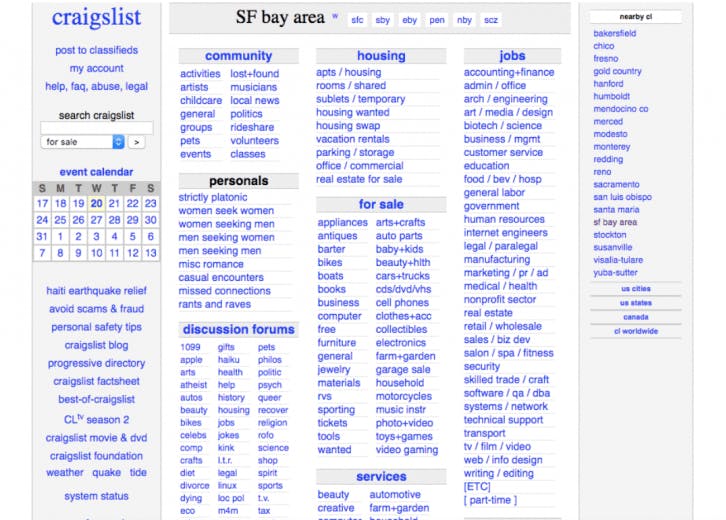 craigslist
post to classifieds
my account
help, faq, abuse, legal
search craigslist
for sale
>
event calendar
S M T W T F S
17 18 19 20 21 22 23
24 25 26 27 28 29 30
31 1 2 3 4 5 6
7 8 9 10 11 12 13
haiti earthquake relief
avoid scams & fraud
personal safety tips
craigslist blog
progressive directory
craigslist factsheet
best-of-craigslist
CLtv season 2
craigslist movie & dvd
craigslist foundation
weather quake tide
system status
SF bay area w sfc sby eby pen nby scz
community
activities lost+found
artists musicians
childcare local news
general politics
groups rideshare
pets volunteers
events classes
personals
strictly platonic
women seek women
women seeking men
men seeking women
men seeking men
misc romance
casual encounters
missed connections
rants and raves
discussion forums
1099 gifts pets
apple haiku philos
arts health politic
atheist help psych
autos history queer
beauty housing recover
bikes jobs religion
celebs jokes rofo
comp kink science
crafts l.t.r. shop
diet legal spirit
divorce linux sports
dying loc pol t.v.
eco m4m tax
housing
apts / housing
rooms / shared
sublets / temporary
housing wanted
housing swap
vacation rentals
parking / storage
office / commercial
real estate for sale
for sale
appliances arts+crafts
antiques auto parts
barter baby+kids
bikes beauty+hlth
boats cars+trucks
books cds/dvd/vhs
business cell phones
computer clothes+acc
free collectibles
furniture electronics
general farm+garden
jewelry garage sale
materials household
rvs motorcycles
sporting music instr
tickets photo+video
tools toys+games
wanted video gaming
services
beauty automotive
creative farm+garden
computer household
jobs
accounting+finance
admin / office
arch / engineering
art / media / design
biotech / science
business / mgmt
customer service
education
food / bev / hosp
general labor
government
human resources
internet engineers
legal / paralegal
manufacturing
marketing / pr / ad
medical / health
nonprofit sector
real estate
retail / wholesale
sales / biz dev
salon / spa / fitness
security
skilled trade / craft
software / qa / dba
systems / network
technical support
transport
tv / film / video
web / info design
writing / editing
[ETC]
[ part-time ]
nearby cl
bakersfield
chico
fresno
gold country
hanford
humboldt
mendocino co
merced
modesto
monterey
redding
reno
sacramento
san luis obispo
santa maria
sf bay area
stockton
susanville
visalia-tulare
yuba-sutter
us cities
us states
canada
cl worldwide